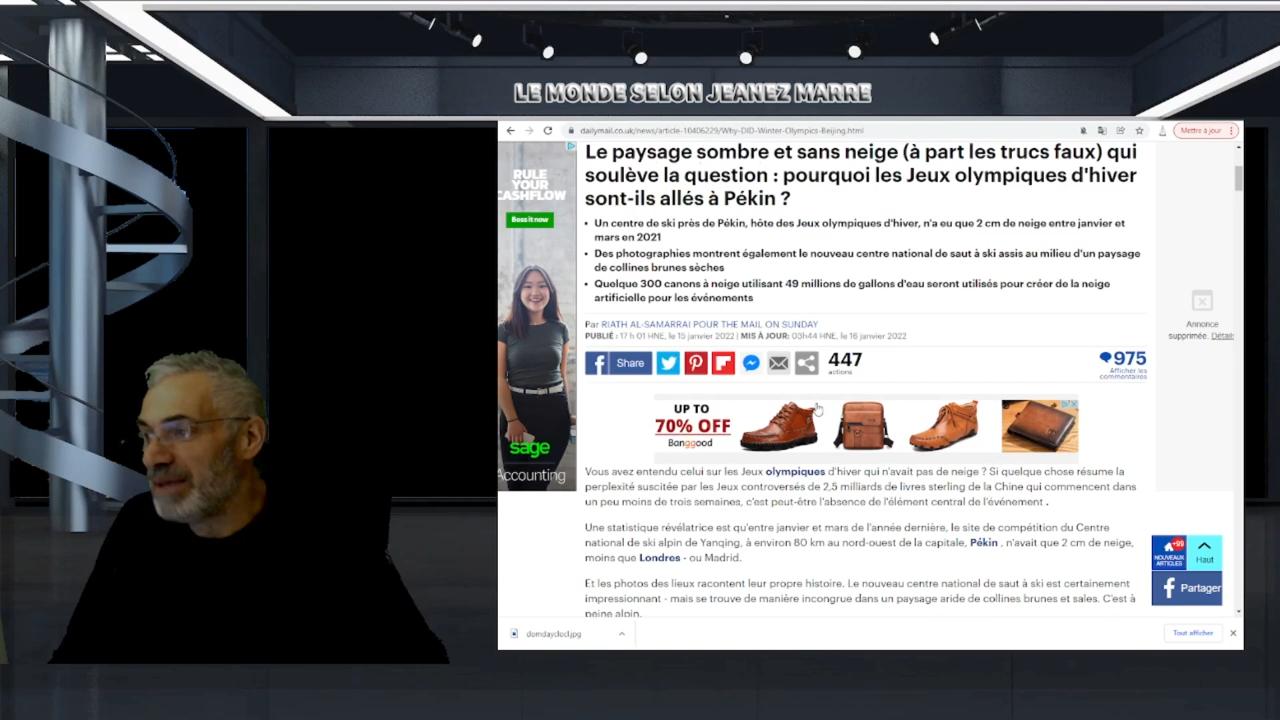 LE MONDE SELON JEANEZ MARRE
dailymail.co.uk/news/article-10406229/Why-DID-Winter-Olympics-Beijing.html
Mettre à jour
Le paysage sombre et sans neige (à part les trucs faux) qui
soulève la question : pourquoi les Jeux olympiques d'hiver
sont-ils allés à Pékin ?
RULE
YOUR
CASHFLOW
Boss it now
• Un centre de ski près de Pékin, hôte des Jeux olympiques d'hiver, n'a eu que 2 cm de neige entre janvier et
mars en 2021
• Des photographies montrent également le nouveau centre national de saut à ski assis au milieu d'un paysage
de collines brunes sèches
• Quelque 300 canons à neige utilisant 49 millions de gallons d'eau seront utilisés pour créer de la neige
artificielle pour les événements
Annonce
supprimée. Détails
Par RIATH AL-SAMARRAI POUR THE MAIL ON SUNDAY
PUBLIÉ : 17 h 01 HNE, le 15 janvier 2022 | MIS À JOUR: 03h44 HNE, le 16 janvier 2022
Share
447
actions
975
Afficher les
commentaires
UP TO
70% OFF
Banggood
sage
Accounting
Vous avez entendu celui sur les Jeux olympiques d'hiver qui n'avait pas de neige ? Si quelque chose résume la
perplexité suscitée par les Jeux controversés de 2,5 milliards de livres sterling de la Chine qui commencent dans
un peu moins de trois semaines, c'est peut-être l'absence de l'élément central de l'événement .
Une statistique révélatrice est qu'entre janvier et mars de l'année dernière, le site de compétition du Centre
national de ski alpin de Yanqing, à environ 80 km au nord-ouest de la capitale, Pékin , n'avait que 2 cm de neige,
moins que Londres - ou Madrid.
+99
NOUVEAUX
ARTICLES
Haut
Partager
Et les photos des lieux racontent leur propre histoire. Le nouveau centre national de saut à ski est certainement
impressionnant - mais se trouve de manière incongrue dans un paysage aride de collines brunes et sales. C'est à
peine alpin.
domdayclocl.jpg
Tout afficher